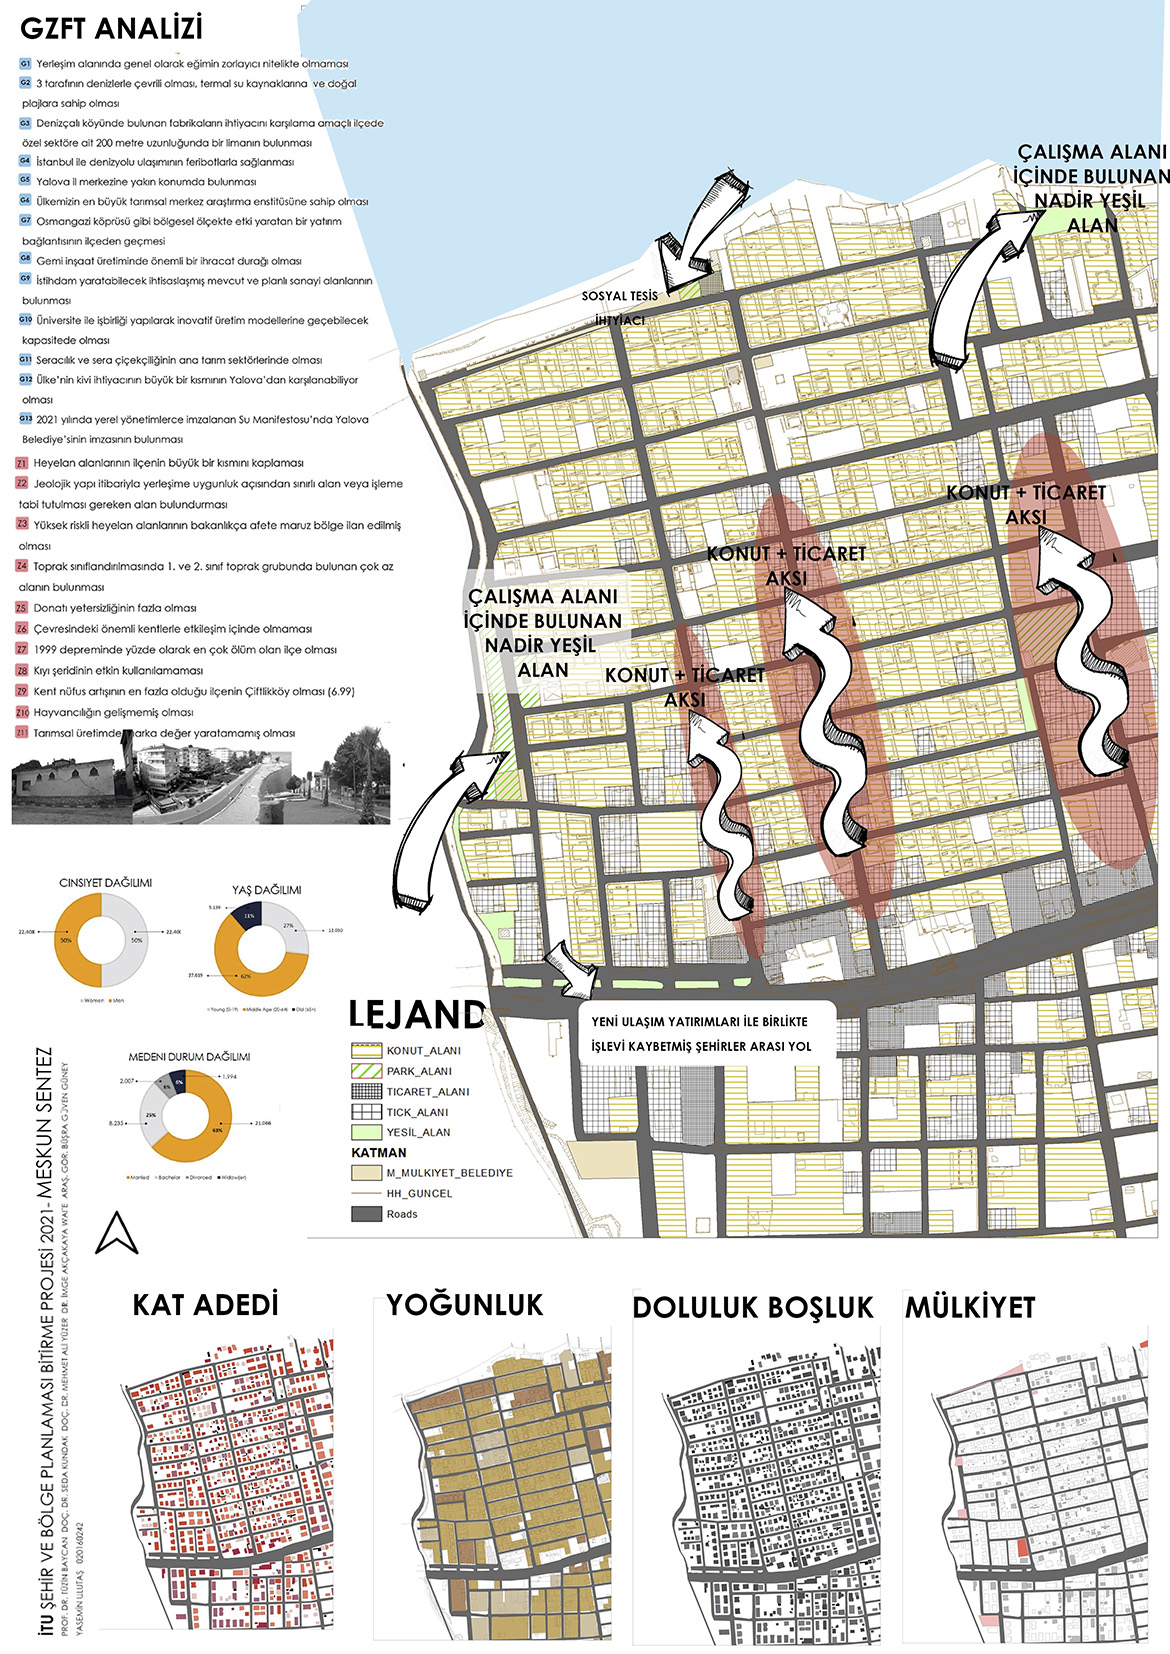 GZFT ANALİZİ
G1 Yerleşim alanında genel olarak eğimin zorlayıcı nitelikte olmaması
G2 3 tarafının denizlerle çevrili olması, termal su kaynaklarına ve doğal
plajlara sahip olması
G3 Denizçalı köyünde bulunan fabrikaların ihtiyacını karşılama amaçlı ilçede
özel sektöre ait 200 metre uzunluğunda bir limanın bulunması
G4 İstanbul ile denizyolu ulaşımının feribotlarla sağlanması
G5 Yalova il merkezine yakın konumda bulunması
G6 Ülkemizin en büyük tarımsal merkez araştırma enstitüsüne sahip olması
G7 Osmangazi köprüsü gibi bölgesel ölçekte etki yaratan bir yatırım
bağlantısının ilçeden geçmesi
G8 Gemi inşaat üretiminde önemli bir ihracat durağı olması
G9 İstihdam yaratabilecek ihtisaslaşmış mevcut ve planlı sanayi alanlarının
bulunması
G10 Üniversite ile işbirliği yapılarak inovatif üretim modellerine geçebilecek
kapasitede olması
G11 Seracılık ve sera çiçekçiliğinin ana tarım sektörlerinde olması
G12 Ülke'nin kivi ihtiyacının büyük bir kısmının Yalova'dan karşılanabiliyor
olması
G13 2021 yılında yerel yönetimlerce imzalanan Su Manifestosu'nda Yalova
Belediye'sinin imzasının bulunması
Z1 Heyelan alanlarının ilçenin büyük bir kısmını kaplaması
Z2 Jeolojik yapı itibariyla yerleşime uygunluk açısından sınırlı alan veya işleme
tabi tutulması gereken alan bulundurması
Z3 Yüksek riskli heyelan alanlarının bakanlıkça afete maruz bölge ilan edilmiş
olması
Z4 Toprak sınıflandırılmasında 1. ve 2. sınıf toprak grubunda bulunan çok az
alanın bulunması
Z5 Donatı yetersizliğinin fazla olması
Z6 Çevresindeki önemli kentlerle etkileşim içinde olmaması
Z7 1999 depreminde yüzde olarak en çok ölüm olan ilçe olması
Z8 Kıyı şeridinin etkin kullanılamaması
Z9 Kent nüfus artışının en fazla olduğu ilçenin Çiftlikköy olması (6.99)
Z10 Hayvancılığın gelişmemiş olması
Z11 Tarımsal üretimde marka değer yaratamamış olması
ÇALIŞMA ALANI
İÇİNDE BULUNAN
NADİR YEŞİL
ALAN
SOSYAL TESİS
İHTYİACI
KONUT + TİCARET
AKSI
KONUT + TİCARET
AKSI
ÇALIŞMA ALANI
İÇİNDE BULUNAN
NADİR YEŞİL
ALAN
KONUT + TİCARET
AKSI
YENİ ULAŞIM YATIRIMLARI İLE BİRLİKTE
İŞLEVİ KAYBETMİŞ ŞEHİRLER ARASI YOL
CINSIYET DAĞILIMI
22.408
50%
50%
Women Men
YAŞ DAĞILIMI
5.139
11%
27%
62%
Young (0-19) Middle Age (20-64) Old (65+)
MEDENI DURUM DAĞILIMI
2.007
6%
6%
1.994
25%
8.235
63%
21.088
Married Bachelor Divorced Widow(er)
LEJAND
KONUT_ALANI
PARK_ALANI
TICARET_ALANI
TICK_ALANI
YESİL_ALAN
KATMAN
M_MULKIYET_BELEDIYE
HH_GUNCEL
Roads
İTÜ ŞEHİR VE BÖLGE PLANLAMASI BİTİRME PROJESİ 2021- MESKUN SENTEZ
PROF. DR. TÜZİN BAYCAN DOÇ. DR. SEDA KUNDAK DOÇ. DR. MEHMET ALİ YÜZER DR. İMGE AKÇAKAYA WAITE ARAŞ. GÖR. BÜŞRA GÜVEN GÜNEY
YASEMİN ULUTAŞ 020160242
KAT ADEDİ
YOĞUNLUK
DOLULUK BOŞLUK
MÜLKİYET